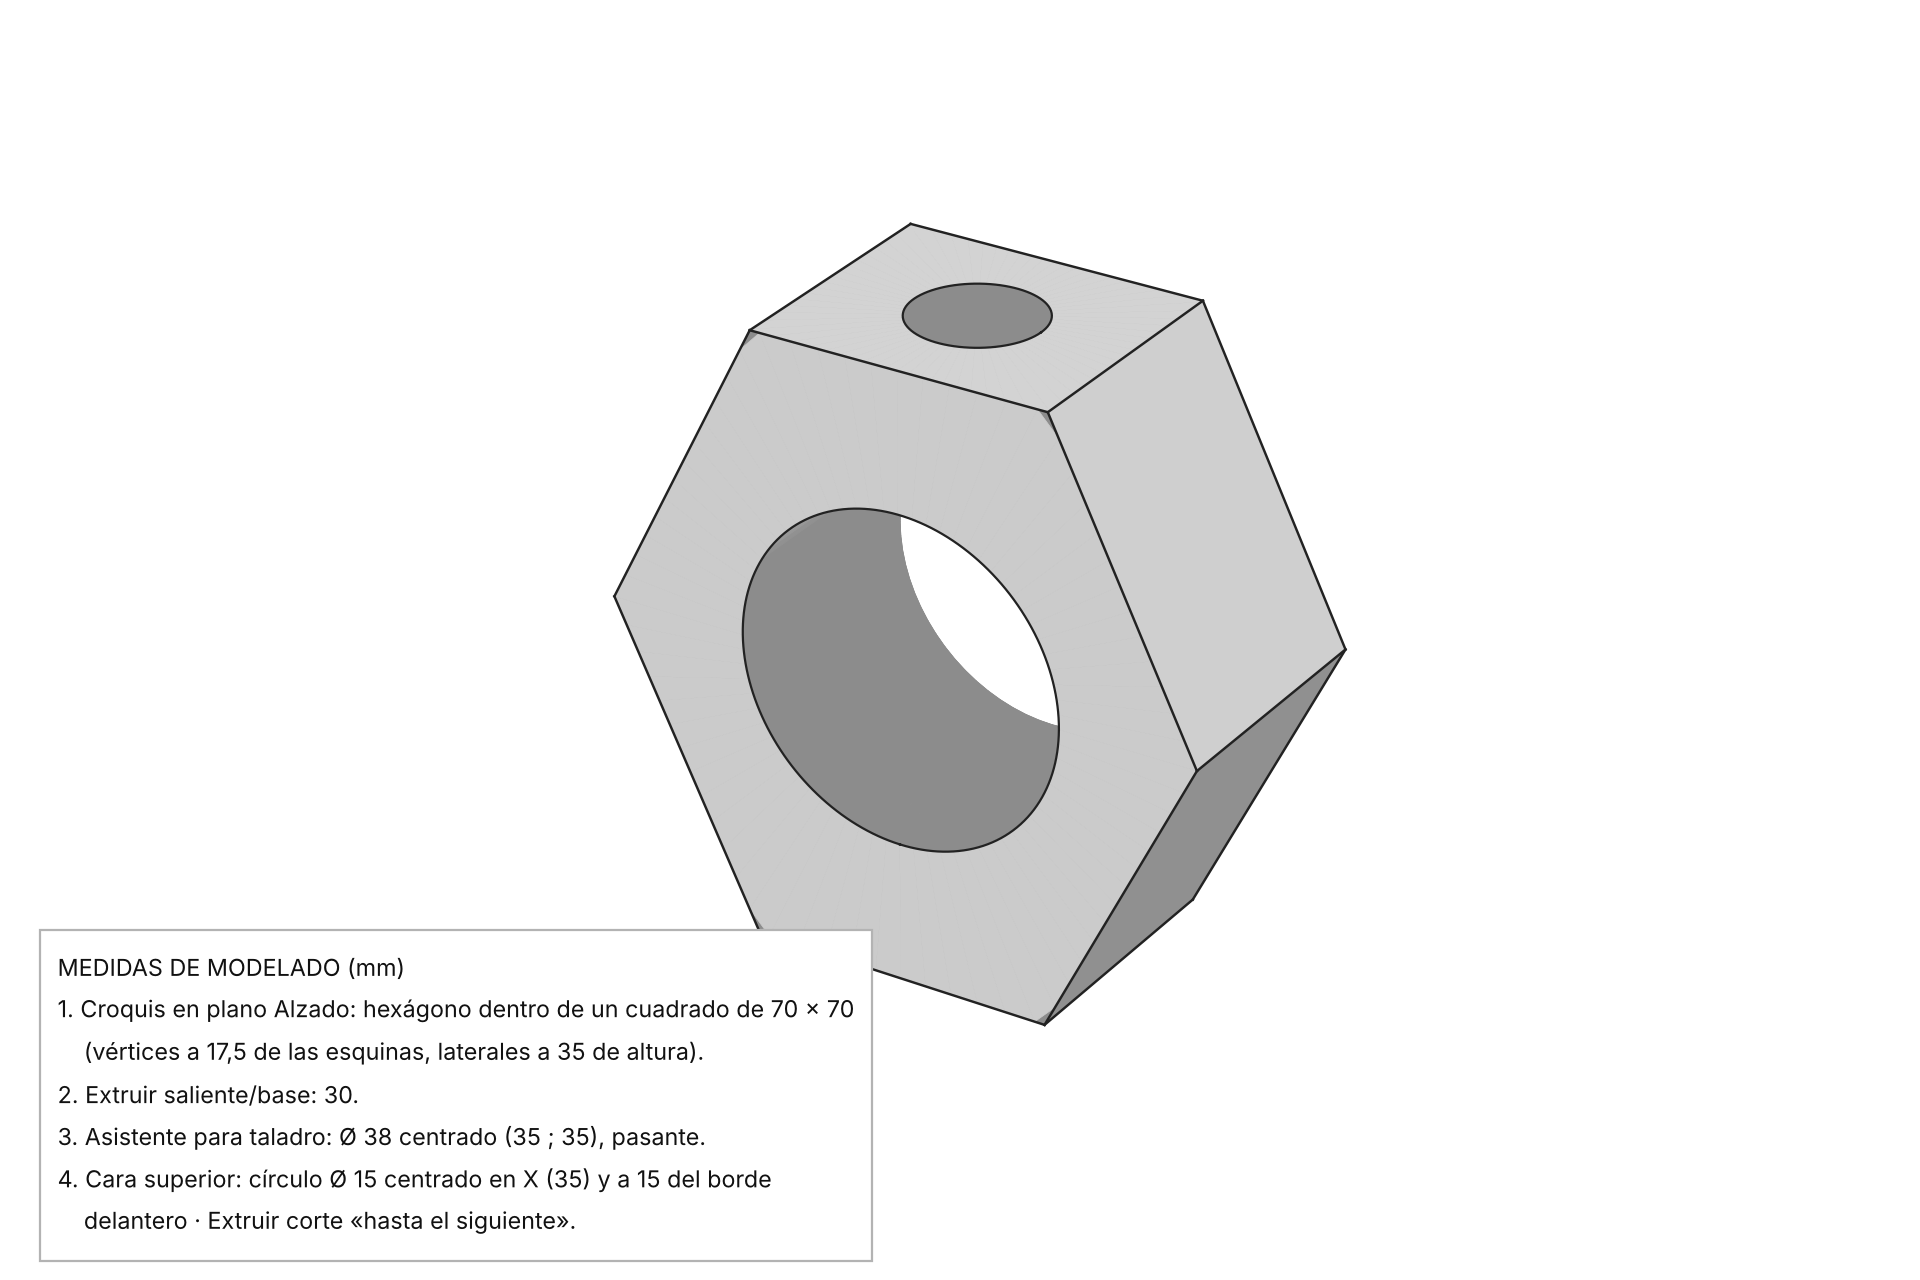 MEDIDAS DE MODELADO (mm)
1. Croquis en plano Alzado: hexágono dentro de un cuadrado de 70 × 70
(vértices a 17,5 de las esquinas, laterales a 35 de altura).
2. Extruir saliente/base: 30.
3. Asistente para taladro: Ø 38 centrado (35 ; 35), pasante.
4. Cara superior: círculo Ø 15 centrado en X (35) y a 15 del borde
delantero · Extruir corte «hasta el siguiente».